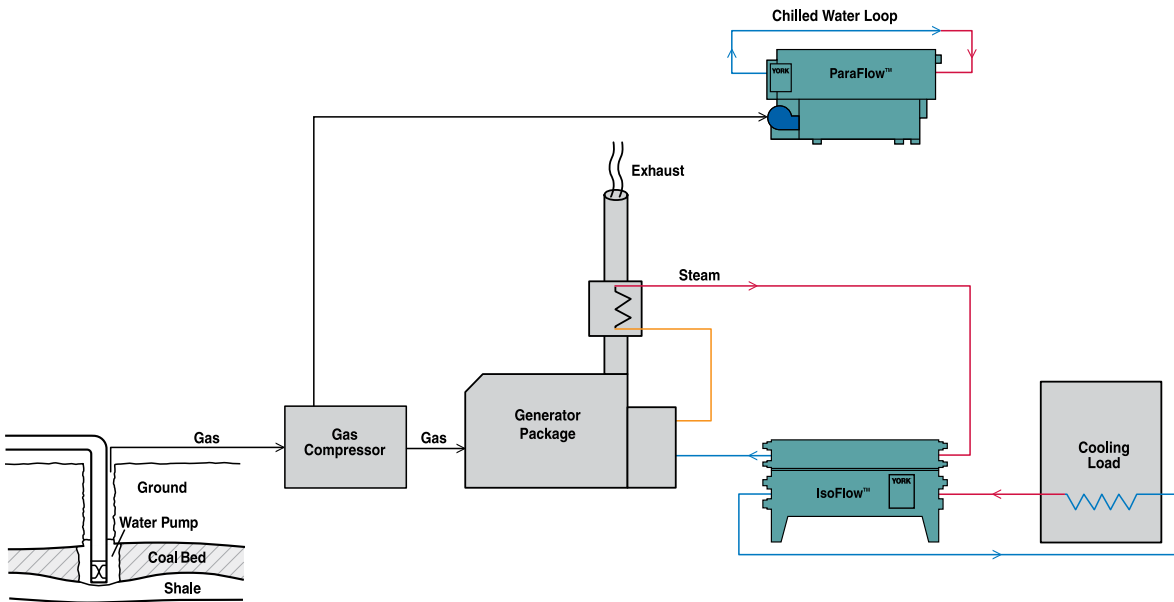 Chilled Water Loop
YORK
ParaFlow™
Exhaust
Steam
Generator
Package
Gas
Gas
Compressor
Gas
Cooling
Load
YORK
IsoFlow™
Ground
Water Pump
Coal Bed
Shale